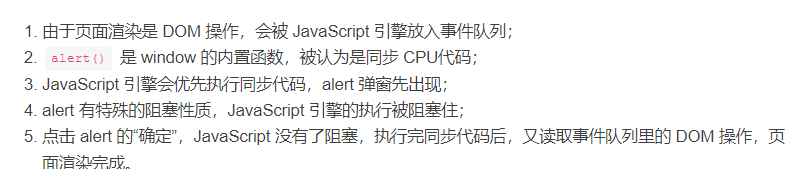 1. 由于页面渲染是 DOM 操作，会被 JavaScript 引擎放入事件队列；
2. alert() 是 window 的内置函数，被认为是同步 CPU代码；
3. JavaScript 引擎会优先执行同步代码，alert 弹窗先出现；
4. alert 有特殊的阻塞性质，JavaScript 引擎的执行被阻塞住；
5. 点击 alert 的“确定”，JavaScript 没有了阻塞，执行完同步代码后，又读取事件队列里的 DOM 操作，页
面渲染完成。